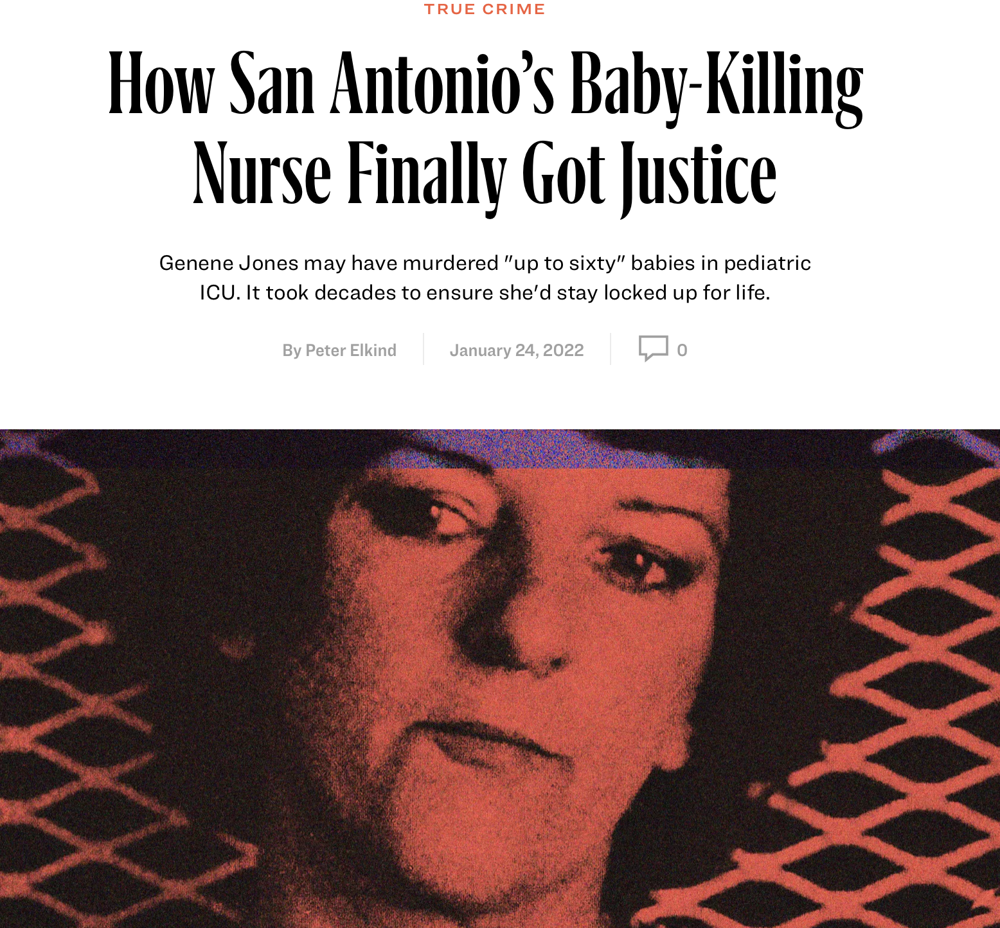 TRUE CRIME
How San Antonio’s Baby-Killing
Nurse Finally Got Justice
Genene Jones may have murdered "up to sixty" babies in pediatric
ICU. It took decades to ensure she'd stay locked up for life.
By Peter Elkind
January 24, 2022
0